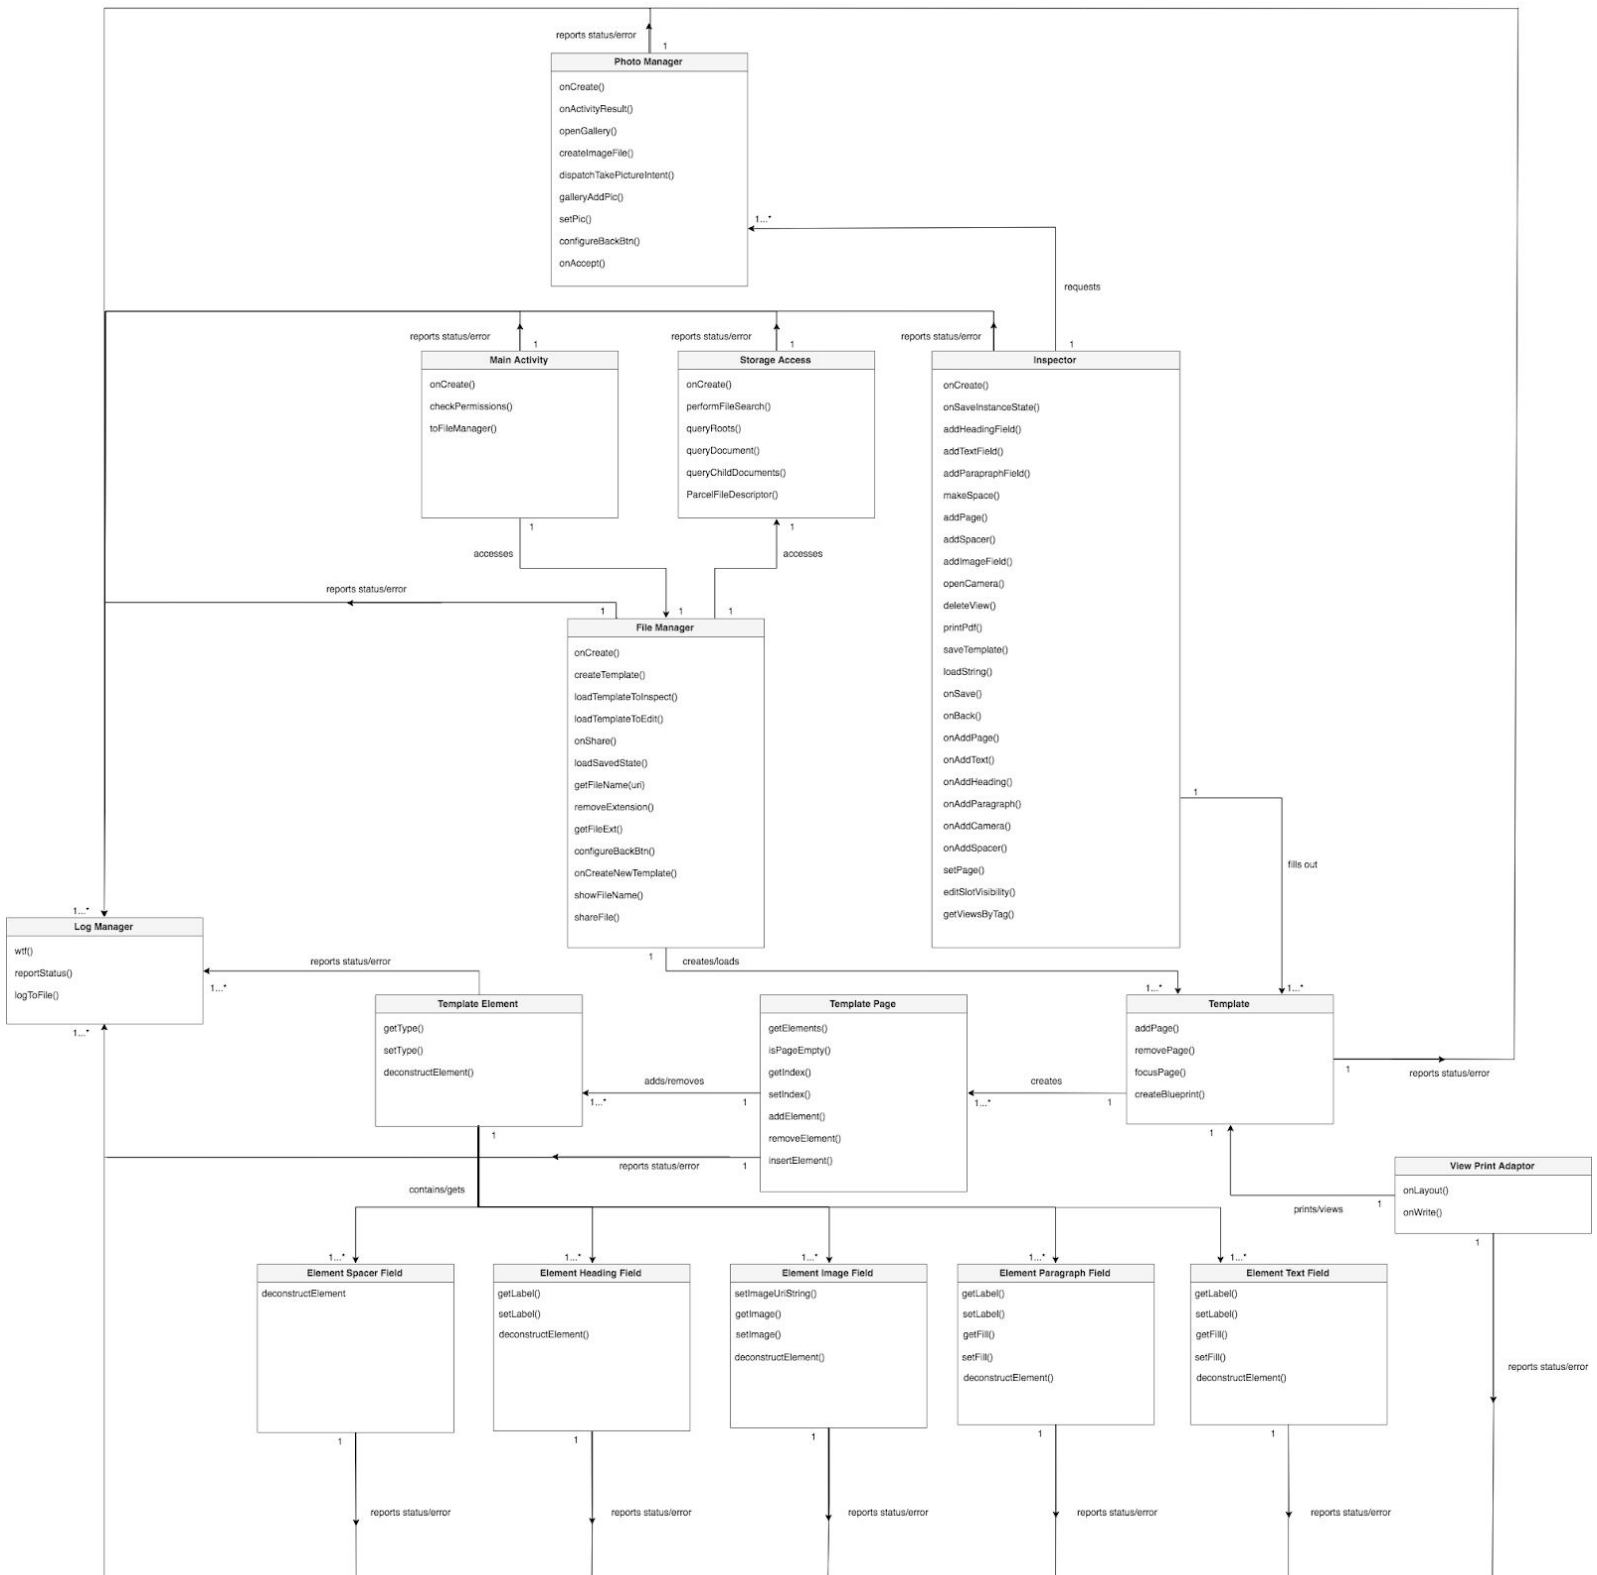 reports status/error
1
Photo Manager
onCreate()
onActivityResult()
openGallery()
createImageFile()
dispatchTakePictureIntent()
galleryAddPic()
setPic()
configureBackBtn()
onAccept()
1...*
requests
reports status/error
1
reports status/error
1
reports status/error
1
Main Activity
onCreate()
checkPermissions()
toFileManager()
1
accesses
Storage Access
onCreate()
performFileSearch()
queryRoots()
queryDocument()
queryChildDocuments()
ParcelFileDescriptor()
1
accesses
Inspector
onCreate()
onSaveInstanceState()
addHeadingField()
addTextField()
addParapraphField()
makeSpace()
addPage()
addSpacer()
addImageField()
openCamera()
deleteView()
printPdf()
saveTemplate()
loadString()
onSave()
onBack()
onAddPage()
onAddText()
onAddHeading()
onAddParagraph()
onAddCamera()
onAddSpacer()
setPage()
editSlotVisibility()
getViewsByTag()
1
fills out
reports status/error
1
1
1
File Manager
onCreate()
createTemplate()
loadTemplateToInspect()
loadTemplateToEdit()
onShare()
loadSavedState()
getFileName(uri)
removeExtension()
getFileExt()
configureBackBtn()
onCreateNewTemplate()
showFileName()
shareFile()
1
creates/loads
1...*
Log Manager
wtf()
reportStatus()
logToFile()
1...*
reports status/error
1...*
Template Element
getType()
setType()
deconstructElement()
1
adds/removes
1...*
1
Template Page
getElements()
isPageEmpty()
getIndex()
setIndex()
addElement()
removeElement()
insertElement()
reports status/error
1
creates
1...*
1
1...*
1...*
Template
addPage()
removePage()
focusPage()
createBlueprint()
1
reports status/error
1
prints/views
1
View Print Adaptor
onLayout()
onWrite()
1
reports status/error
contains/gets
1...*
1...*
1...*
1...*
1...*
Element Spacer Field
deconstructElement
1
reports status/error
Element Heading Field
getLabel()
setLabel()
deconstructElement()
1
reports status/error
Element Image Field
setImageUriString()
getImage()
setImage()
deconstructElement()
1
reports status/error
Element Paragraph Field
getLabel()
setLabel()
getFill()
setFill()
deconstructElement()
1
reports status/error
Element Text Field
getLabel()
setLabel()
getFill()
setFill()
deconstructElement()
1
reports status/error